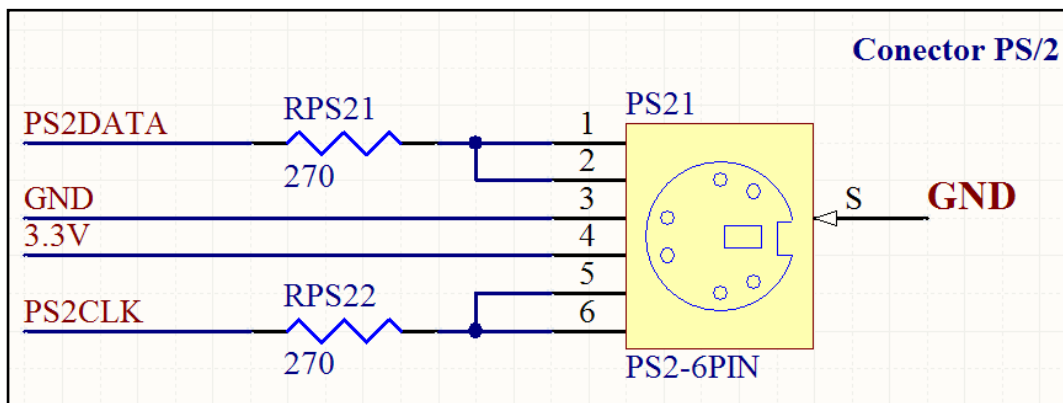 Conector PS/2
PS21
PS2DATA
RPS21
270
GND
3.3V
PS2CLK
RPS22
270
1
2
3
4
5
6
S
GND
PS2-6PIN